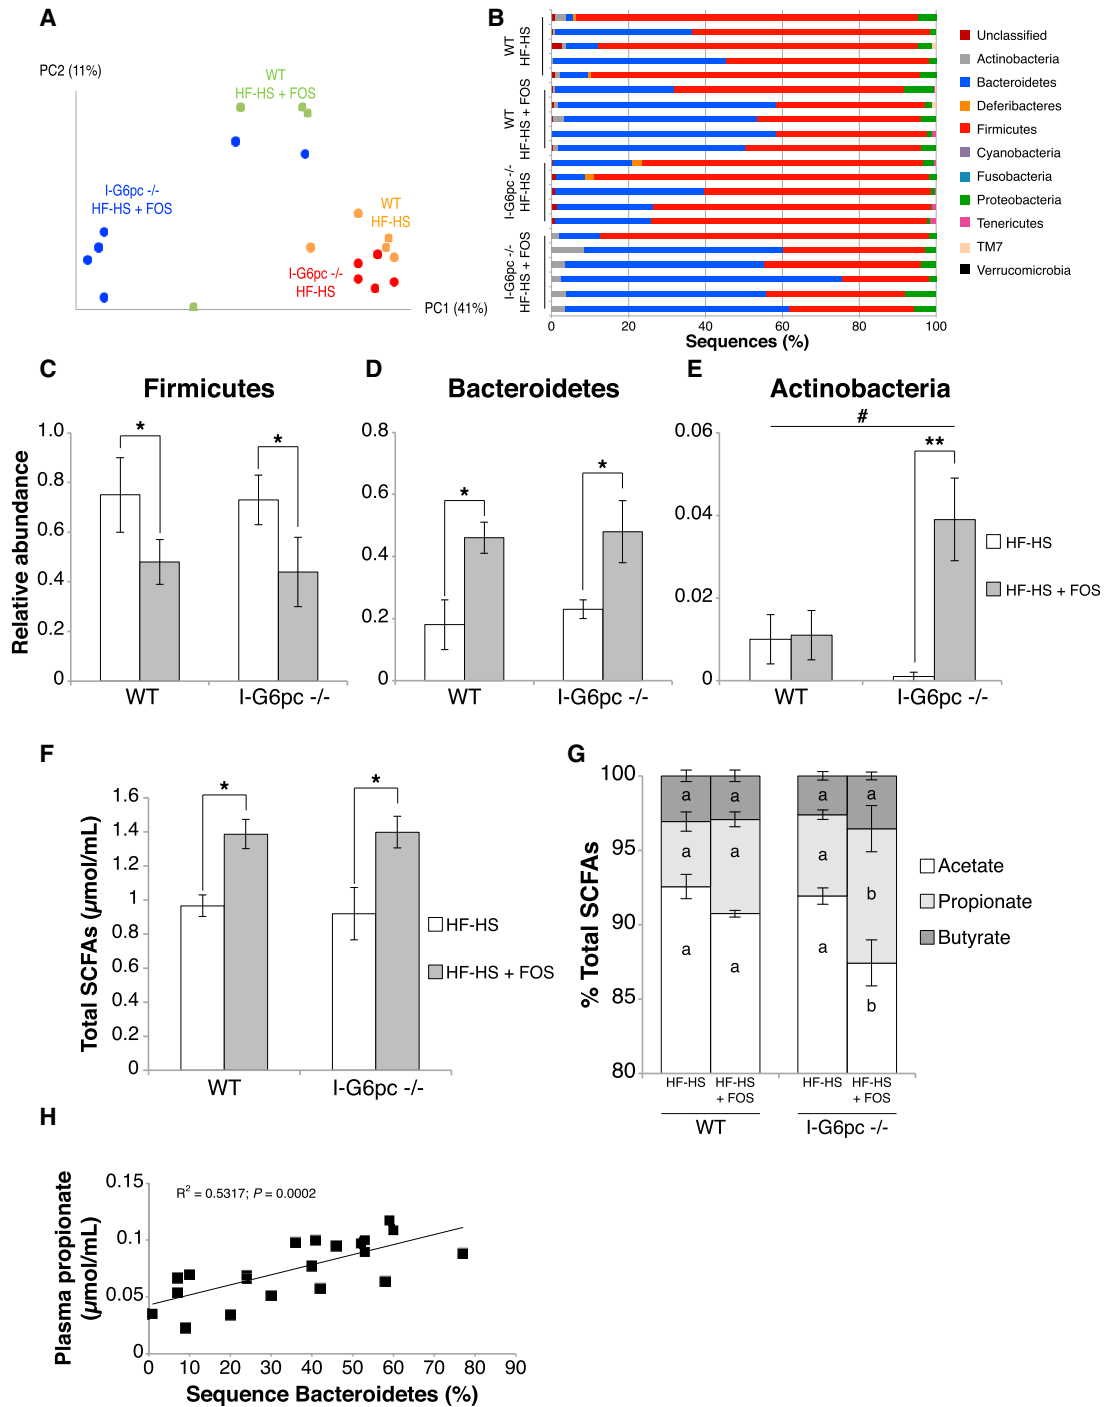 A
PC2 (11%)
WT
HF-HS + FOS
I-G6pc -/-
HF-HS + FOS
WT
HF-HS
I-G6pc -/-
HF-HS
PC1 (41%)
B
WT
HF-HS
WT
HF-HS + FOS
I-G6pc -/-
HF-HS
I-G6pc -/-
HF-HS + FOS
0 20 40 60 80 100
Sequences (%)
Unclassified
Actinobacteria
Bacteroidetes
Deferibacteres
Firmicutes
Cyanobacteria
Fusobacteria
Proteobacteria
Tenericutes
TM7
Verrucomicrobia
C
Firmicutes
Relative abundance
1.0
0.8
0.6
0.4
0.2
0
* *
WT I-G6pc -/-
D
Bacteroidetes
0.8
0.6
0.4
0.2
0
* *
WT I-G6pc -/-
E
Actinobacteria
#
**
0.06
0.04
0.02
0
WT I-G6pc -/-
HF-HS
HF-HS + FOS
F
Total SCFAs (µmol/mL)
1.6
1.4
1
0.8
0.6
0.4
0.2
0
* *
WT I-G6pc -/-
HF-HS
HF-HS + FOS
G
% Total SCFAs
100
95
90
85
80
a a a a
a a a b
a a a b
HF-HS HF-HS + FOS HF-HS HF-HS + FOS
WT I-G6pc -/-
Acetate
Propionate
Butyrate
H
Plasma propionate
(µmol/mL)
0.15
0.1
0.05
0
R² = 0.5317; P = 0.0002
0 10 20 30 40 50 60 70 80 90
Sequence Bacteroidetes (%)